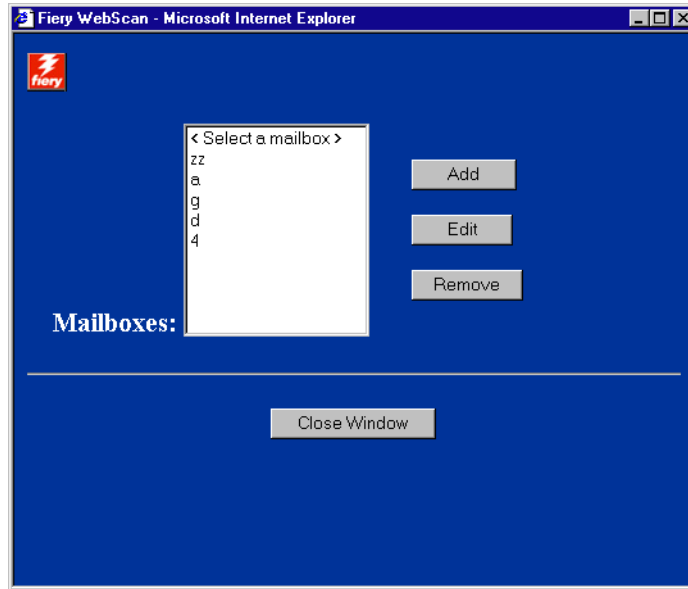 Fiery WebScan - Microsoft Internet Explorer
fiery
< Select a mailbox >
zz
a
g
d
4
Mailboxes:
Add
Edit
Remove
Close Window